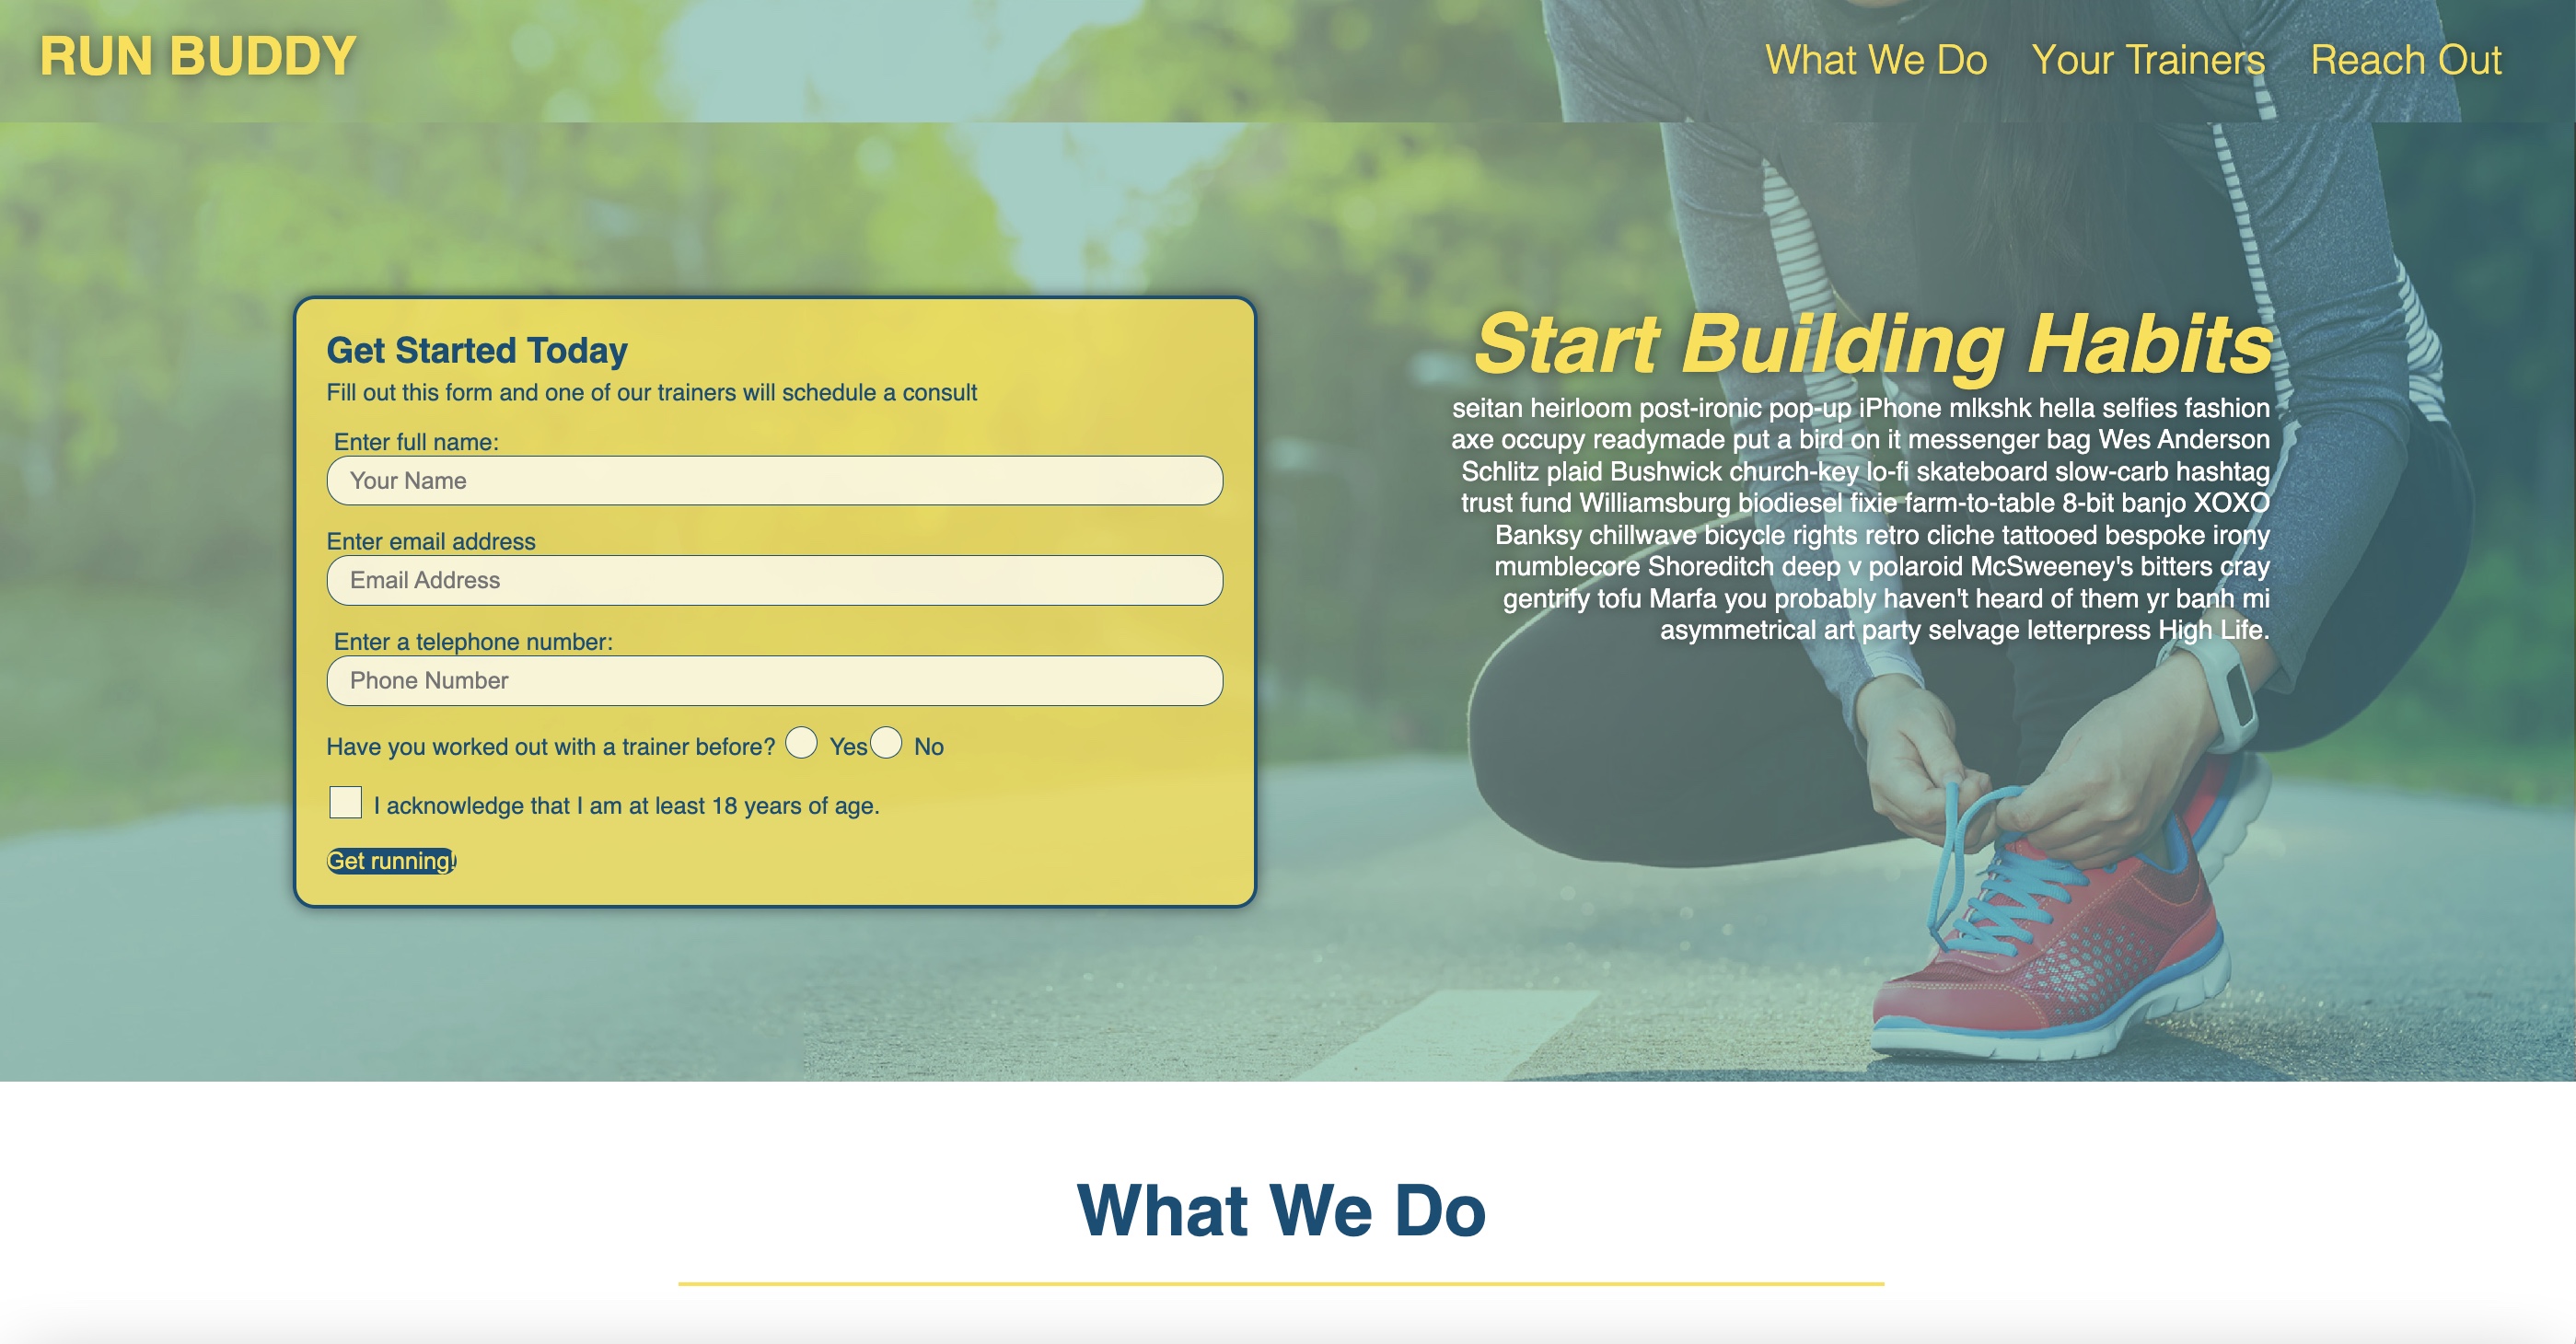 RUN BUDDY
What We Do Your Trainers Reach Out
Get Started Today
Fill out this form and one of our trainers will schedule a consult
Enter full name:
Your Name
Enter email address
Email Address
Enter a telephone number:
Phone Number
Have you worked out with a trainer before? Yes No
I acknowledge that I am at least 18 years of age.
Get running!
Start Building Habits
seitan heirloom post-ironic pop-up iPhone mlkshk hella selfies fashion
axe occupy readymade put a bird on it messenger bag Wes Anderson
Schlitz plaid Bushwick church-key lo-fi skateboard slow-carb hashtag
trust fund Williamsburg biodiesel fixie farm-to-table 8-bit banjo XOXO
Banksy chillwave bicycle rights retro cliche tattooed bespoke irony
mumblecore Shoreditch deep v polaroid McSweeney's bitters cray
gentrify tofu Marfa you probably haven't heard of them yr banh mi
asymmetrical art party selvage letterpress High Life.
What We Do